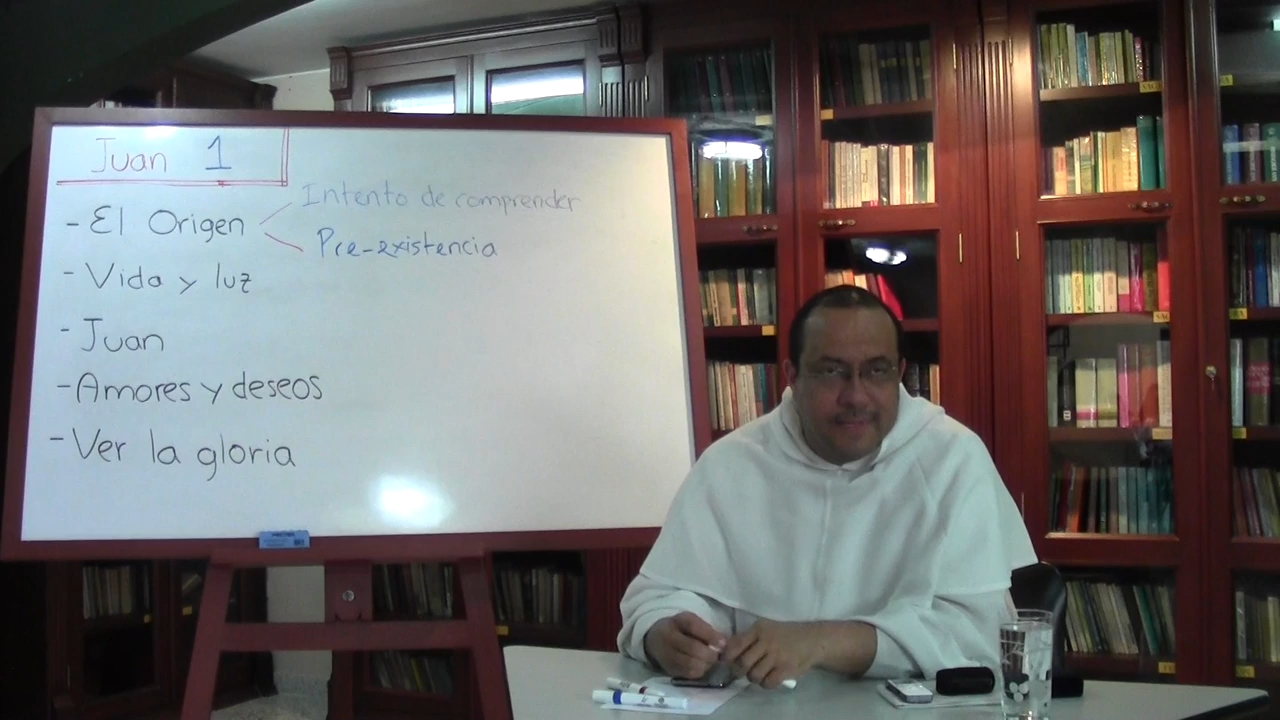 Juan 1
- El Origen
Intento de comprender
Pre-existencia
- Vida y luz
- Juan
- Amores y deseos
- Ver la gloria